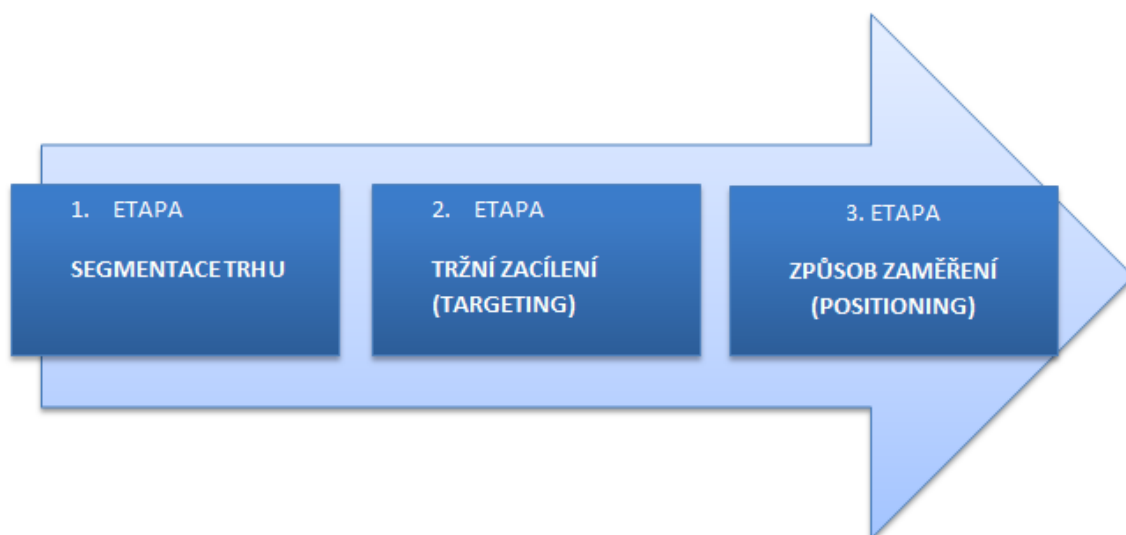 1. ETAPA
SEGMENTACE TRHU
2. ETAPA
TRŽNÍ ZACÍLENÍ
(TARGETING)
3. ETAPA
ZPŮSOB ZAMĚŘENÍ
(POSITIONING)